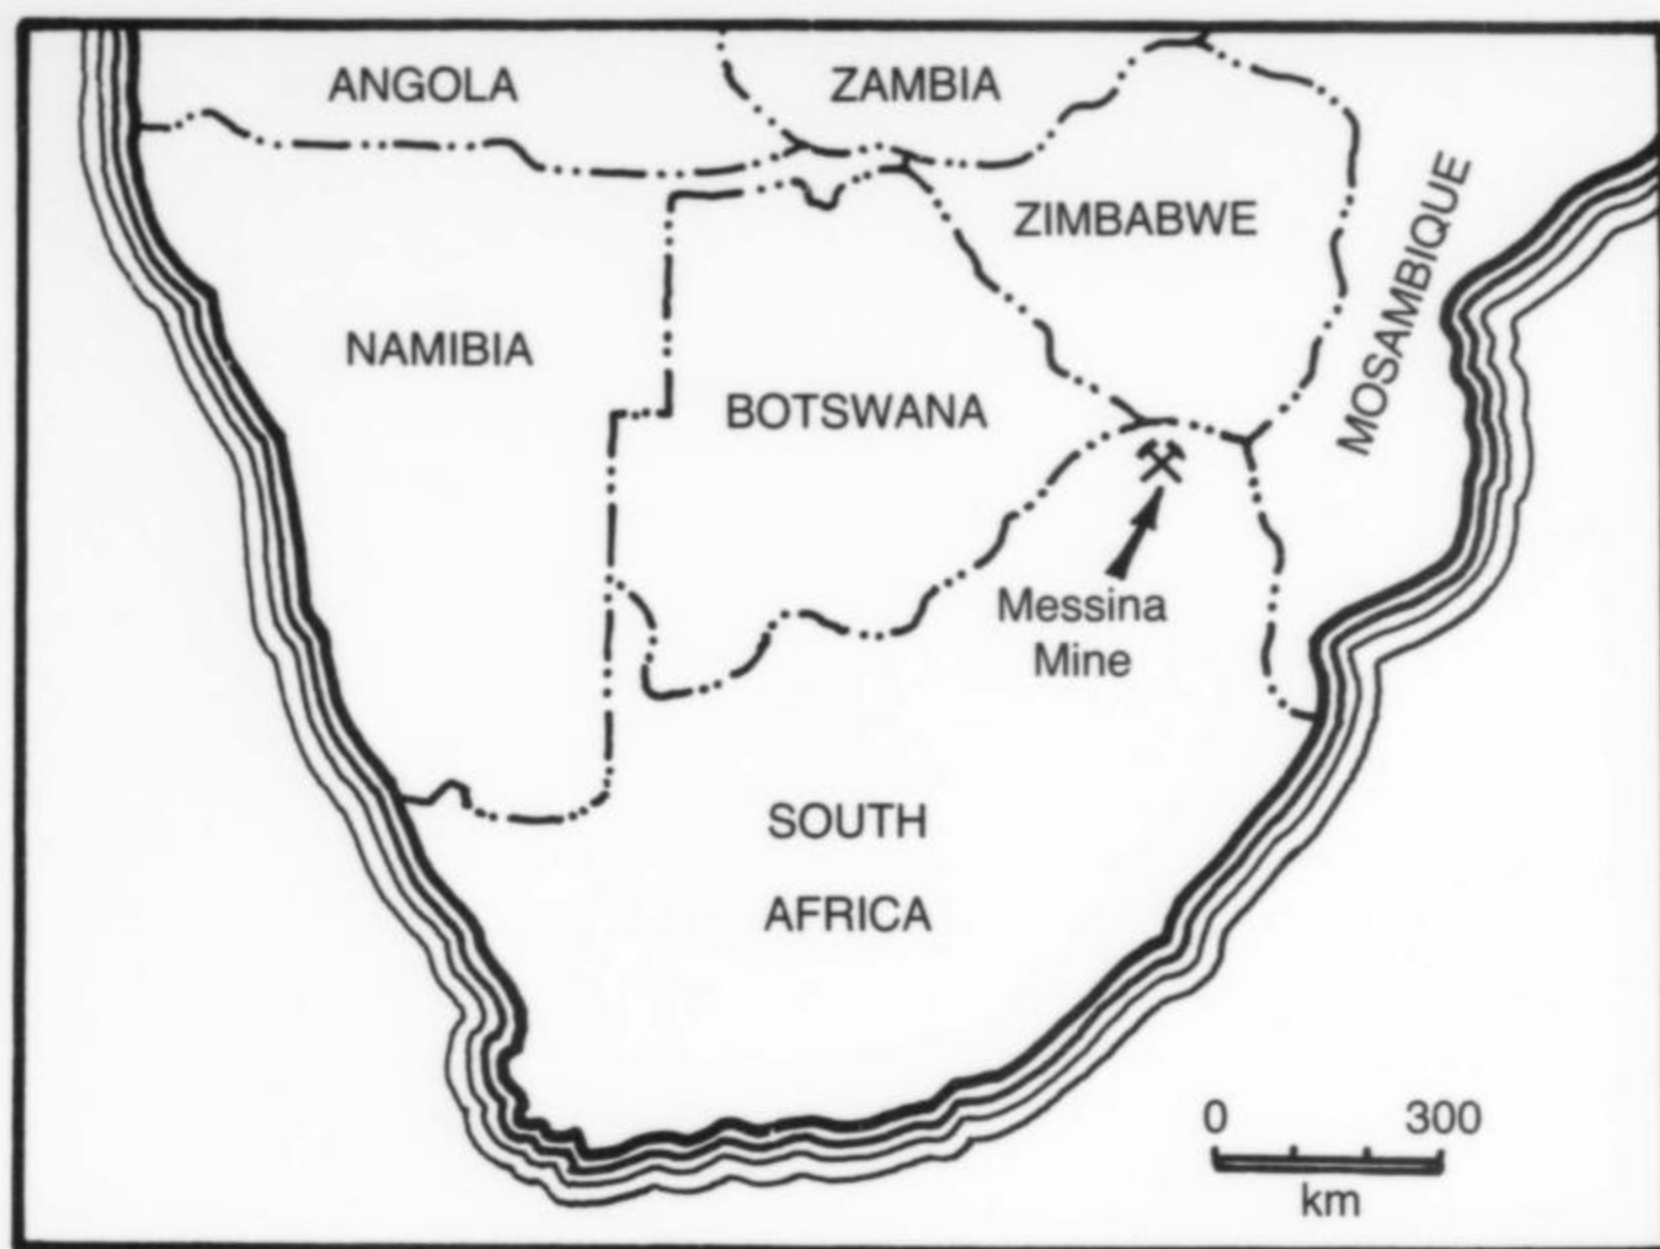 ANGOLA
ZAMBIA
ZIMBABWE
MOSAMBIQUE
NAMIBIA
BOTSWANA
Messina
Mine
SOUTH
AFRICA
0 300
km